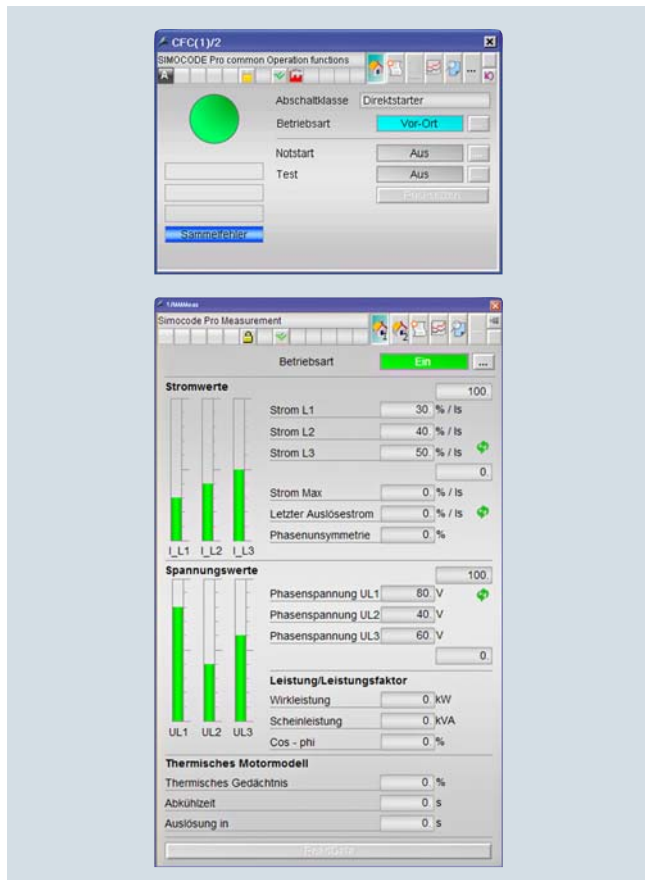 CFC(1)/2
SIMOCODE Pro common Operation functions
Abschaltklasse Direktstarter
Betriebsart Vor-Ort ...
Notstart Aus ...
Test Aus
Sammelfehler
Simocode Pro Measurement
Betriebsart Ein ...
Stromwerte
100.
Strom L1 30. % / Is
Strom L2 40. % / Is
Strom L3 50. % / Is
0.
Strom Max 0. % / Is
Letzter Auslösestrom 0. % / Is
Phasenunsymmetrie 0. %
I_L1 I_L2 I_L3
Spannungswerte
100.
Phasenspannung UL1 80. V
Phasenspannung UL2 40. V
Phasenspannung UL3 60. V
0.
Leistung/Leistungsfaktor
Wirkleistung 0. kW
Scheinleistung 0. kVA
Cos - phi 0. %
UL1 UL2 UL3
Thermisches Motormodell
Thermisches Gedächtnis 0. %
Abkühlzeit 0. s
Auslösung in 0. s